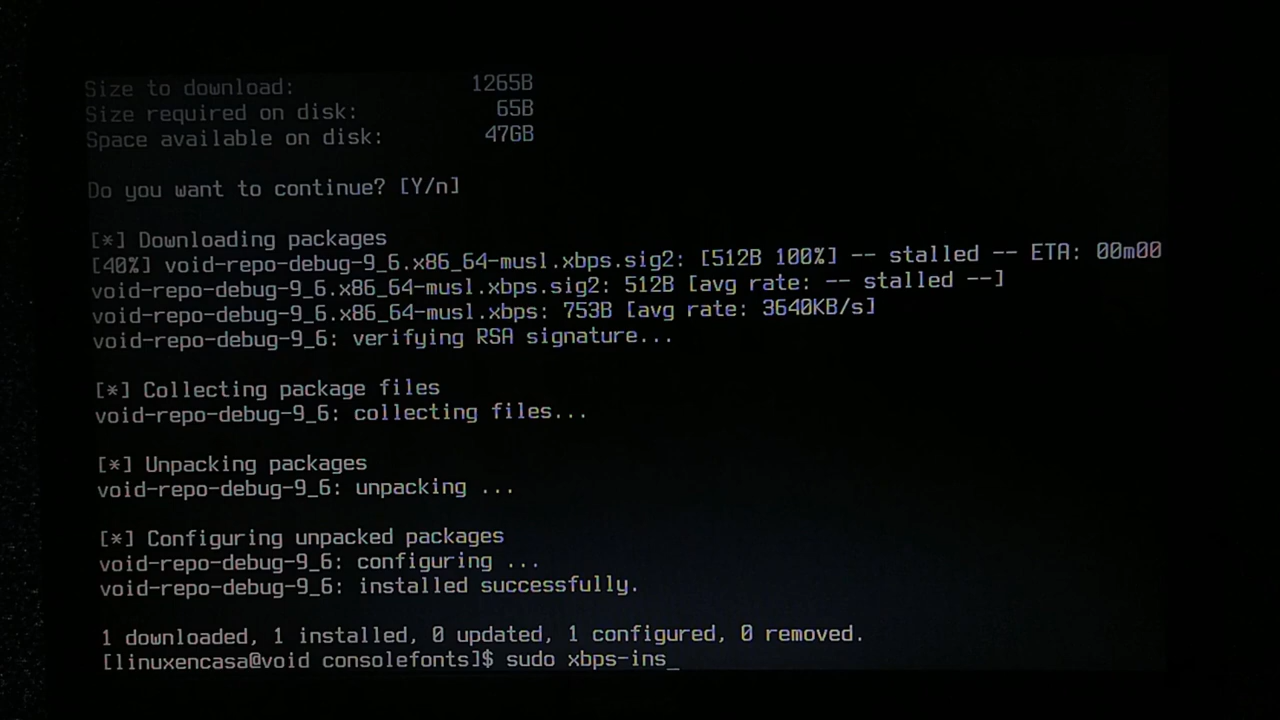 Size to download: 1265B
Size required on disk: 65B
Space available on disk: 47GB
Do you want to continue? [Y/n]
[*] Downloading packages
[40%] void-repo-debug-9_6.x86_64-musl.xbps.sig2: [512B 100%] -- stalled -- ETA: 00m00
void-repo-debug-9_6.x86_64-musl.xbps.sig2: 512B [avg rate: -- stalled --]
void-repo-debug-9_6.x86_64-musl.xbps: 753B [avg rate: 3640KB/s]
void-repo-debug-9_6: verifying RSA signature...
[*] Collecting package files
void-repo-debug-9_6: collecting files...
[*] Unpacking packages
void-repo-debug-9_6: unpacking ...
[*] Configuring unpacked packages
void-repo-debug-9_6: configuring ...
void-repo-debug-9_6: installed successfully.
1 downloaded, 1 installed, 0 updated, 1 configured, 0 removed.
[linuxencasa@void consolefonts]$ sudo xbps-ins_